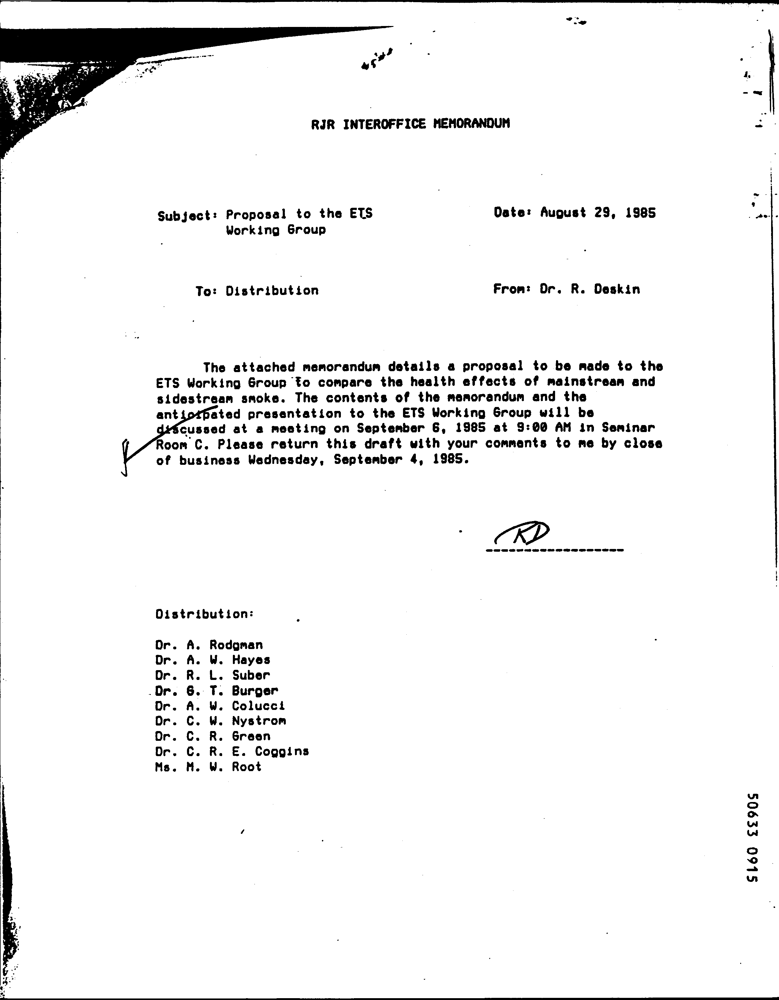 RJR INTEROFFICE MEMORANDUM
Subject: Proposal to the ETS
Working Group
Date: August 29, 1985
To: Distribution
From: Dr. R. Deskin
The attached memorandum details a proposal to be made to the
ETS Working Group to compare the health effects of mainstream and
sidestream smoke. The contents of the memorandum and the
anticipated presentation to the ETS Working Group will be
discussed at a meeting on September 6, 1985 at 9:00 AM in Seminar
Room C. Please return this draft with your comments to me by close
of business Wednesday, September 4, 1985.
RD
Distribution:
Dr. A. Rodgman
Dr. A. W. Hayes
Dr. R. L. Suber
Dr. G. T. Burger
Dr. A. W. Colucci
Dr. C. W. Nystrom
Dr. C. R. Green
Dr. C. R. E. Coggins
Ms. M. W. Root
50633 0915